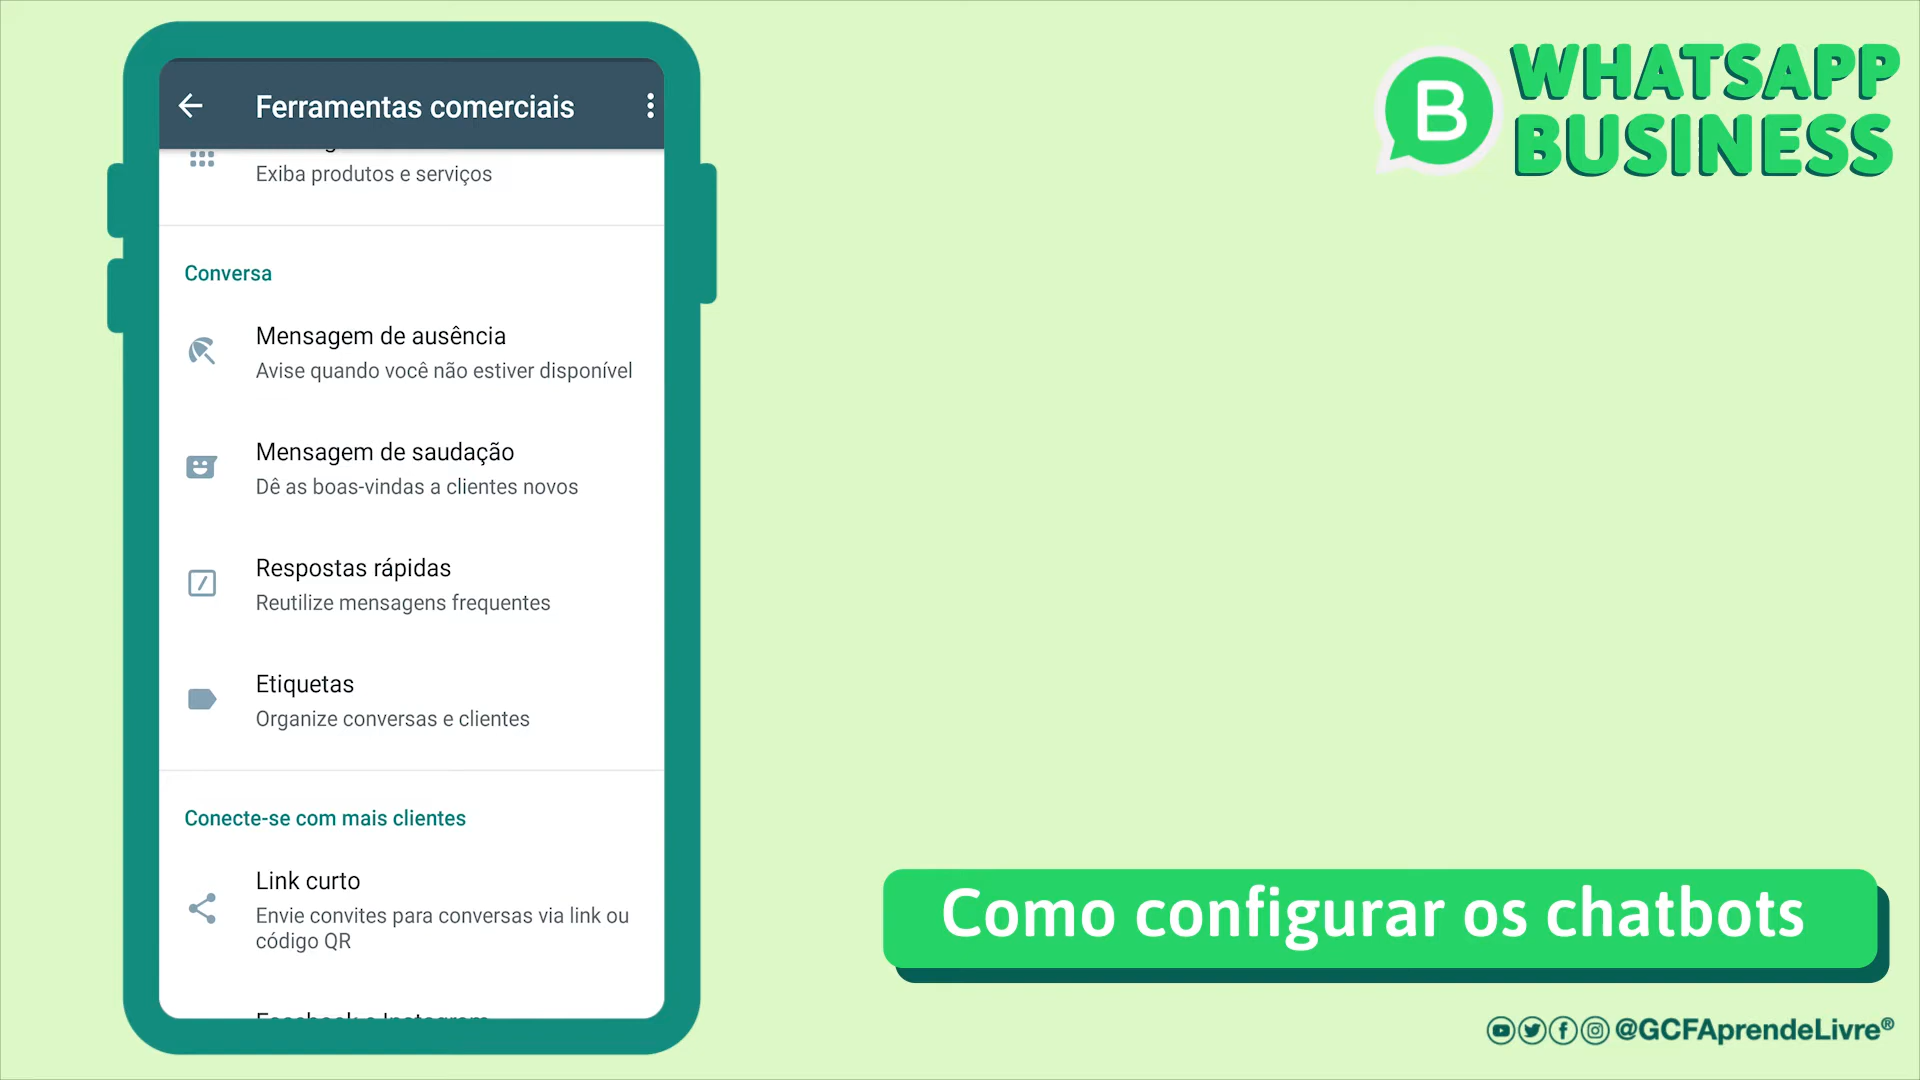 Ferramentas comerciais
Exiba produtos e serviços
Conversa
Mensagem de ausência
Avise quando você não estiver disponível
Mensagem de saudação
Dê as boas-vindas a clientes novos
Respostas rápidas
Reutilize mensagens frequentes
Etiquetas
Organize conversas e clientes
Conecte-se com mais clientes
Link curto
Envie convites para conversas via link ou
código QR
Facebook e Instagram
B
WHATSAPP
BUSINESS
Como configurar os chatbots
@GCFAprendeLivre®